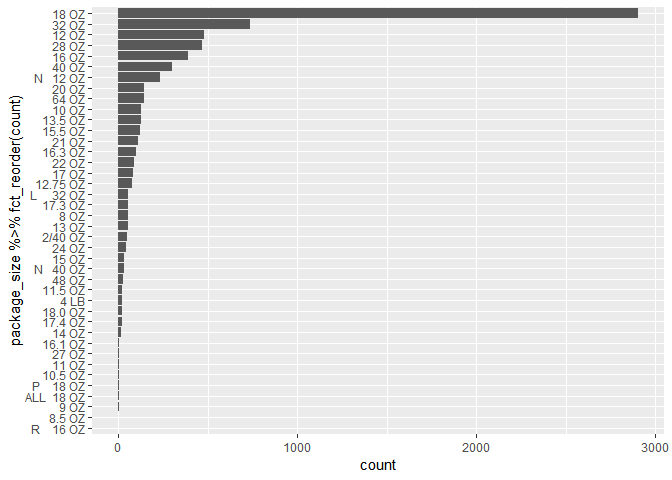 package_size %>% fct_reorder(count)
18 OZ
32 OZ
12 OZ
28 OZ
16 OZ
40 OZ
N 12 OZ
20 OZ
64 OZ
10 OZ
13.5 OZ
15.5 OZ
21 OZ
16.3 OZ
22 OZ
17 OZ
12.75 OZ
L 32 OZ
17.3 OZ
8 OZ
13 OZ
2/40 OZ
24 OZ
15 OZ
N 40 OZ
48 OZ
11.5 OZ
4 LB
18.0 OZ
17.4 OZ
14 OZ
16.1 OZ
27 OZ
11 OZ
10.5 OZ
P 18 OZ
ALL 18 OZ
9 OZ
8.5 OZ
R 16 OZ
0 1000 2000 3000
count